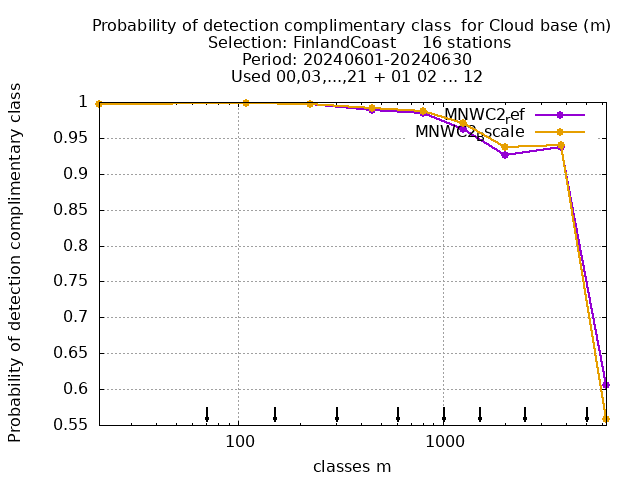 Probability of detection complimentary class  for Cloud base (m)
Selection: FinlandCoast     16 stations
Period: 20240601-20240630
Used 00,03,...,21 + 01 02 ... 12
Probability of detection complimentary class
1
0.95
0.9
0.85
0.8
0.75
0.7
0.65
0.6
0.55
MNWC2ref
MNWC2pscale
100
1000
classes m